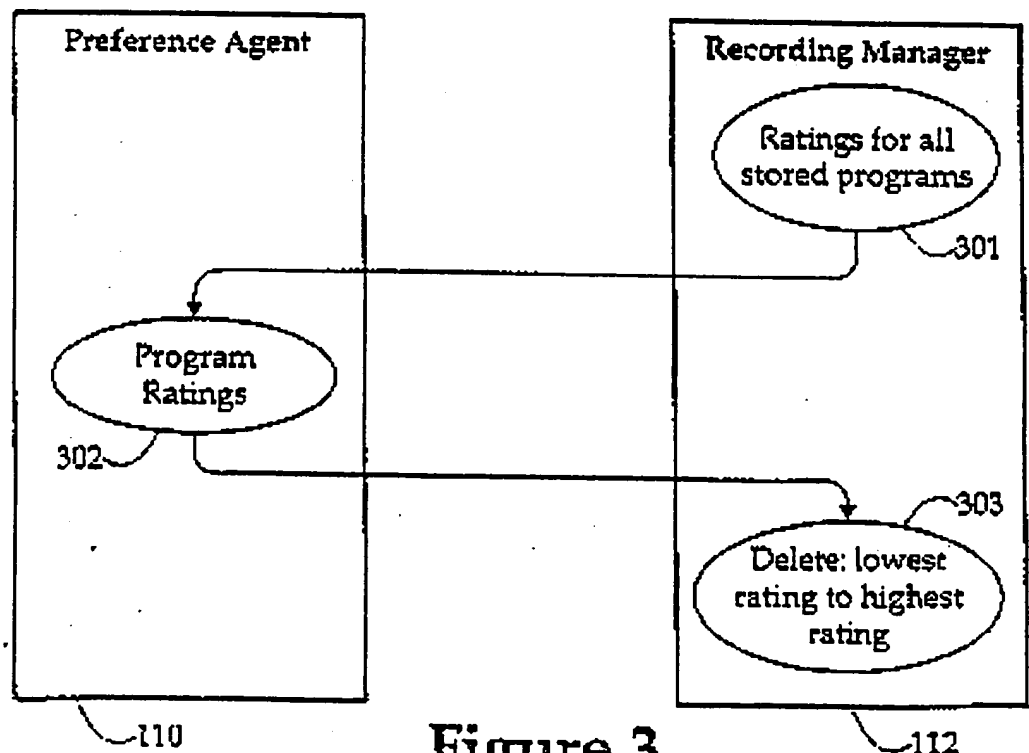 Preference Agent
Recording Manager
Ratings for all
stored programs
301
Program
Ratings
302
303
Delete: lowest
rating to highest
rating
110
112
Figure 3